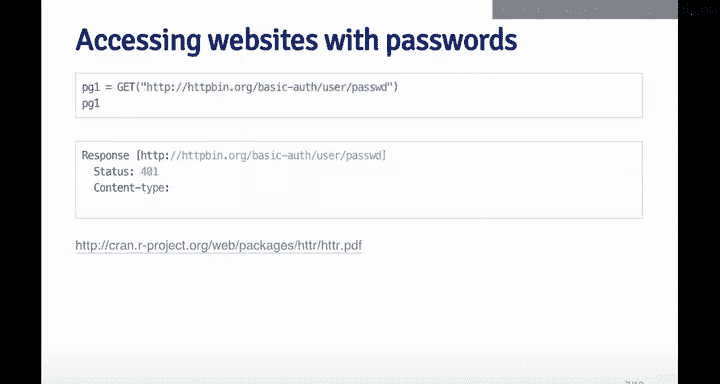 Accessing websites with passwords
pg1 = GET("http://httpbin.org/basic-auth/user/passwd")
pg1
Response [http://httpbin.org/basic-auth/user/passwd]
Status: 401
Content-type:
http://cran.r-project.org/web/packages/httr/httr.pdf